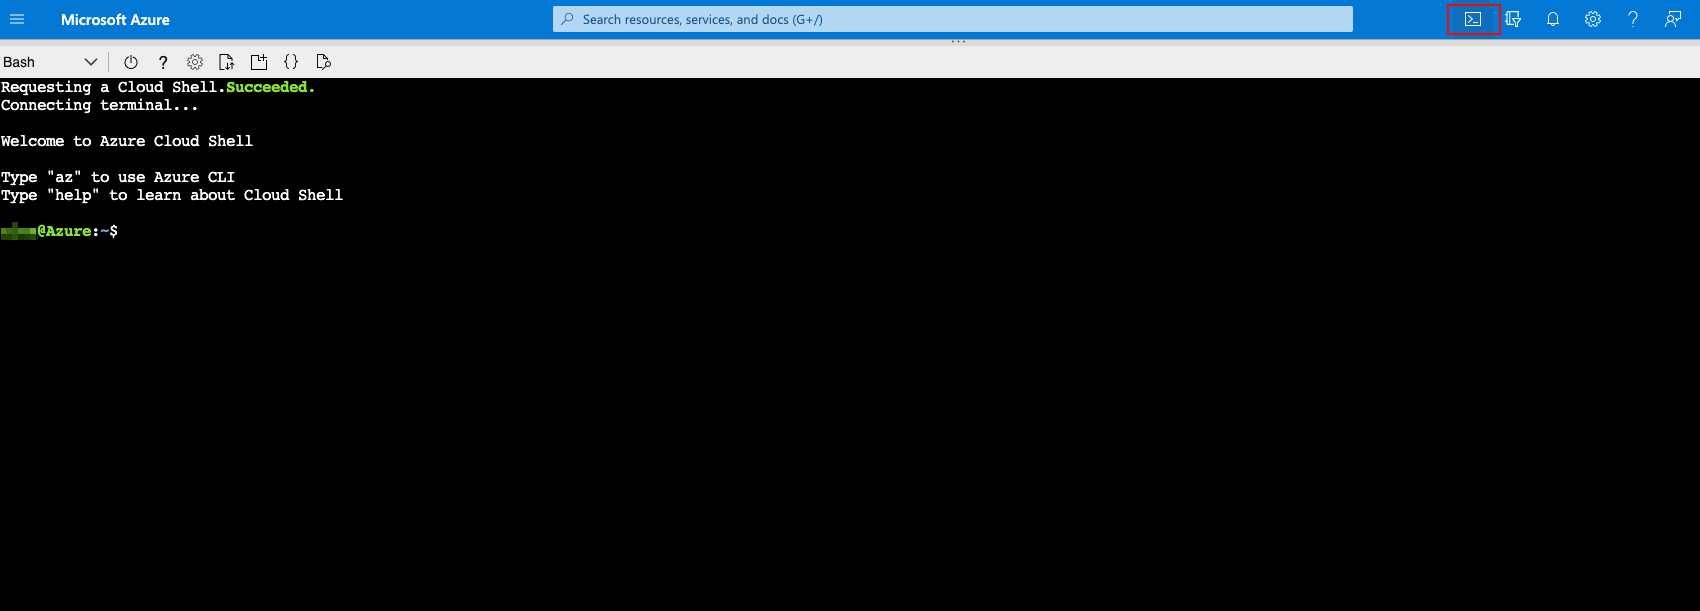 Microsoft Azure
Search resources, services, and docs (G+/)
Bash
Requesting a Cloud Shell.Succeeded.
Connecting terminal...
Welcome to Azure Cloud Shell
Type "az" to use Azure CLI
Type "help" to learn about Cloud Shell
@Azure:~$